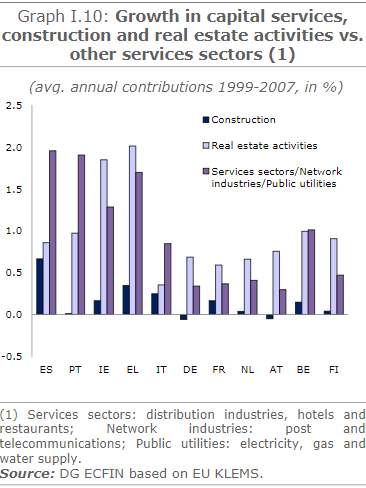 Graph I.10: Growth in capital services,
construction and real estate activities vs.
other services sectors (1)
(avg. annual contributions 1999-2007, in %)
2.5
2.0
1.5
1.0
0.5
0.0
-0.5
Construction
Real estate activities
Services sectors/Network
industries/Public utilities
ES PT IE EL IT DE FR NL AT BE FI
(1) Services sectors: distribution industries, hotels and
restaurants; Network industries: post and
telecommunications; Public utilities: electricity, gas and
water supply.
Source: DG ECFIN based on EU KLEMS.